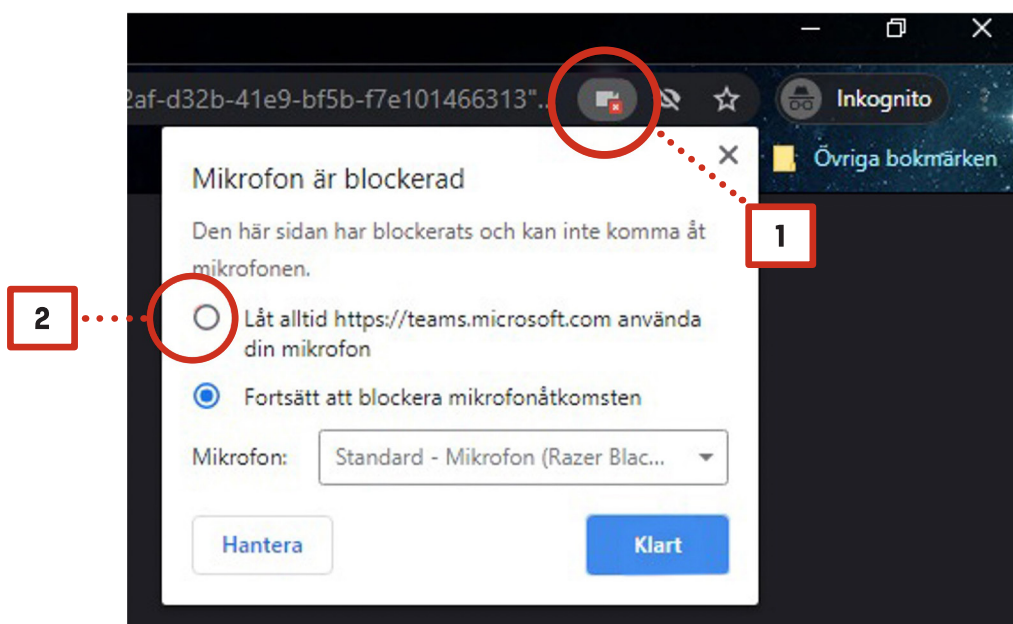 2af-d32b-41e9-bf5b-f7e101466313"..
Inkognito
Övriga bokmärken
Mikrofon är blockerad
Den här sidan har blockerats och kan inte komma åt
mikrofonen.
1
2
Låt alltid https://teams.microsoft.com använda
din mikrofon
Fortsätt att blockera mikrofonåtkomsten
Mikrofon:
Standard - Mikrofon (Razer Blac...
Hantera
Klart